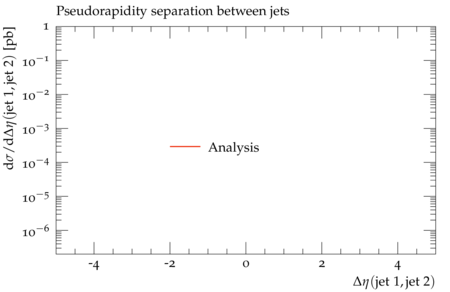 Pseudorapidity separation between jets
dσ/dΔη(jet 1, jet 2) [pb]
1
10⁻¹
10⁻²
10⁻³
10⁻⁴
10⁻⁵
10⁻⁶
Analysis
-4 -2 0 2 4
Δη(jet 1, jet 2)